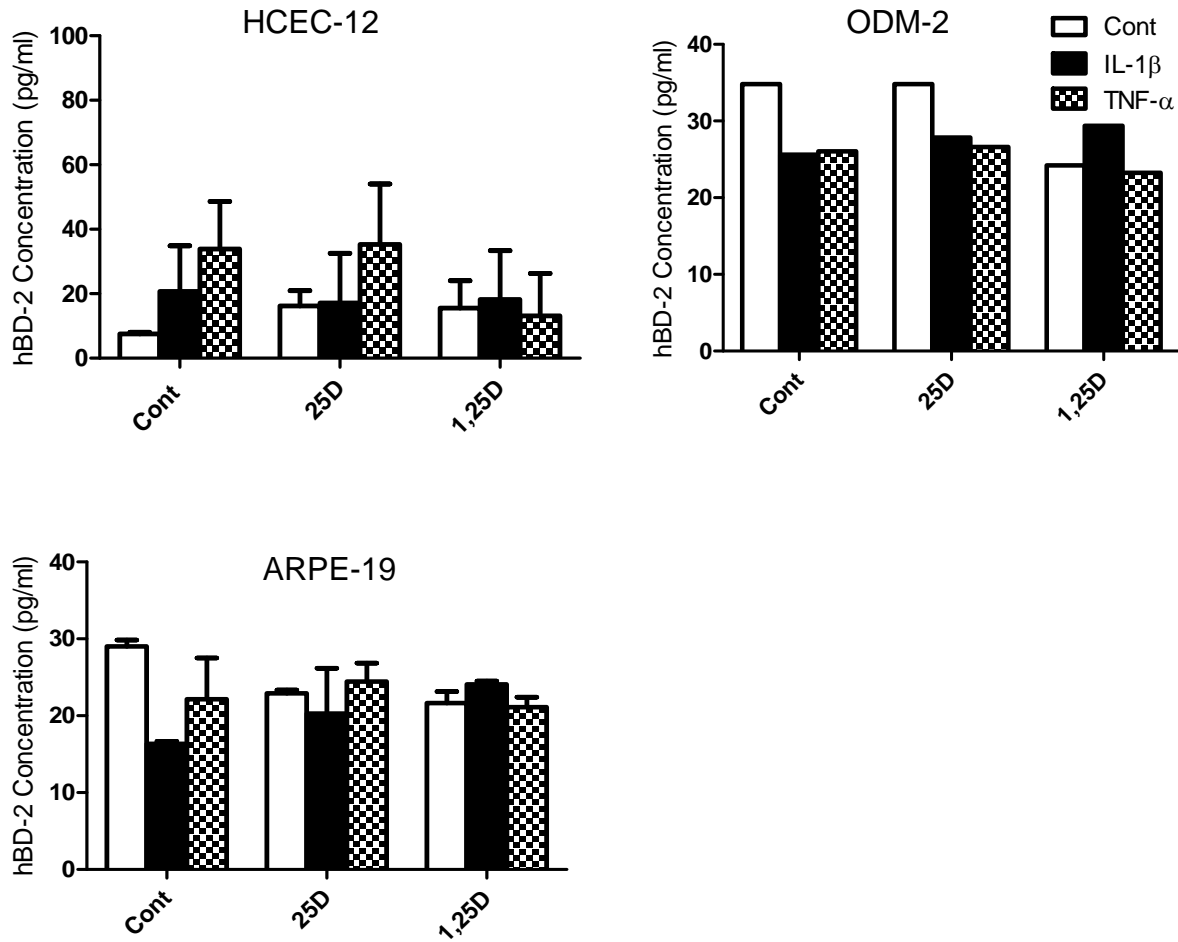 HCEC-12
hBD-2 Concentration (pg/ml)
100
80
60
40
20
0
Cont
25D
1,25D
ODM-2
Cont
IL-1β
TNF-α
hBD-2 Concentration (pg/ml)
40
30
20
10
0
Cont
25D
1,25D
ARPE-19
hBD-2 Concentration (pg/ml)
40
30
20
10
0
Cont
25D
1,25D